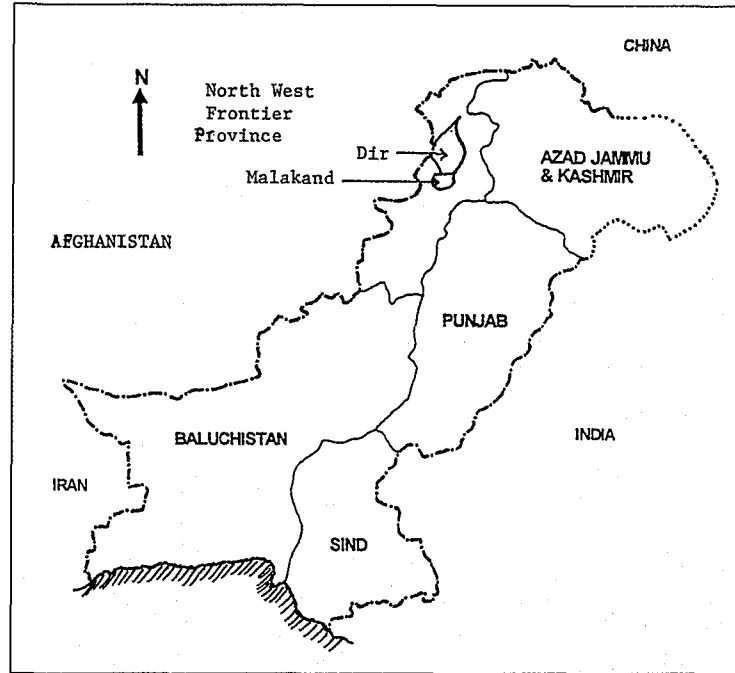 CHINA
N
North West
Frontier
Province
Dir
Malakand
AZAD JAMMU
& KASHMIR
AFGHANISTAN
PUNJAB
BALUCHISTAN
INDIA
IRAN
SIND